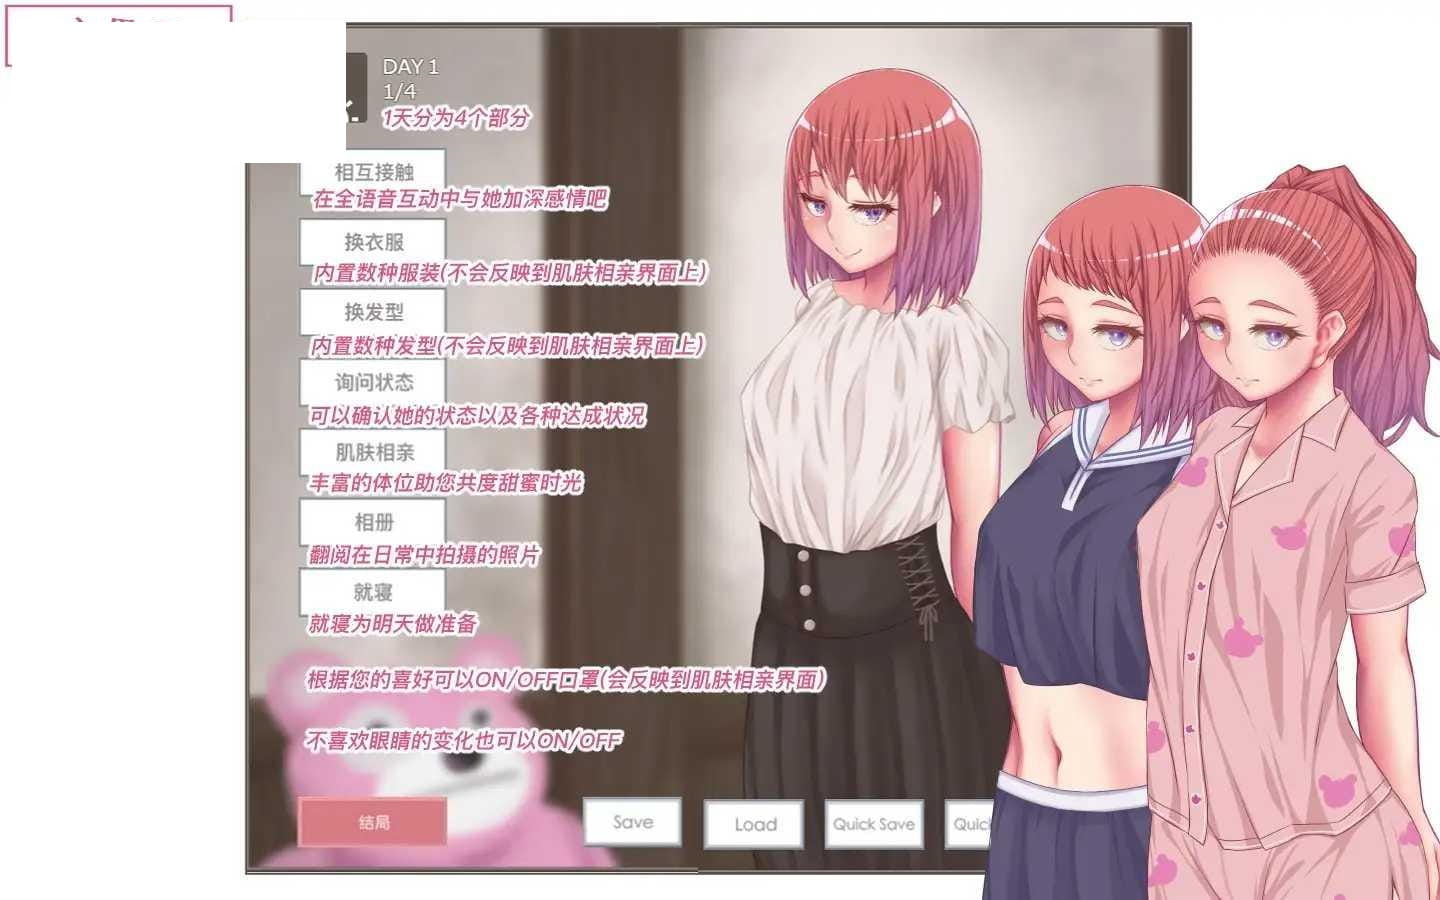 DAY 1
1/4
1天分为4个部分
相互接触
在全语音互动中与她加深感情吧
换衣服
内置数种服装(不会反映到肌肤相亲界面上)
换发型
内置数种发型(不会反映到肌肤相亲界面上)
询问状态
可以确认她的状态以及各种达成状况
肌肤相亲
丰富的体位助您共度甜蜜时光
相册
翻阅在日常中拍摄的照片
就寝
就寝为明天做准备
根据您的喜好可以ON/OFF口罩(会反映到肌肤相亲界面)
不喜欢眼睛的变化也可以ON/OFF
结局
Save
Load
Quick Save